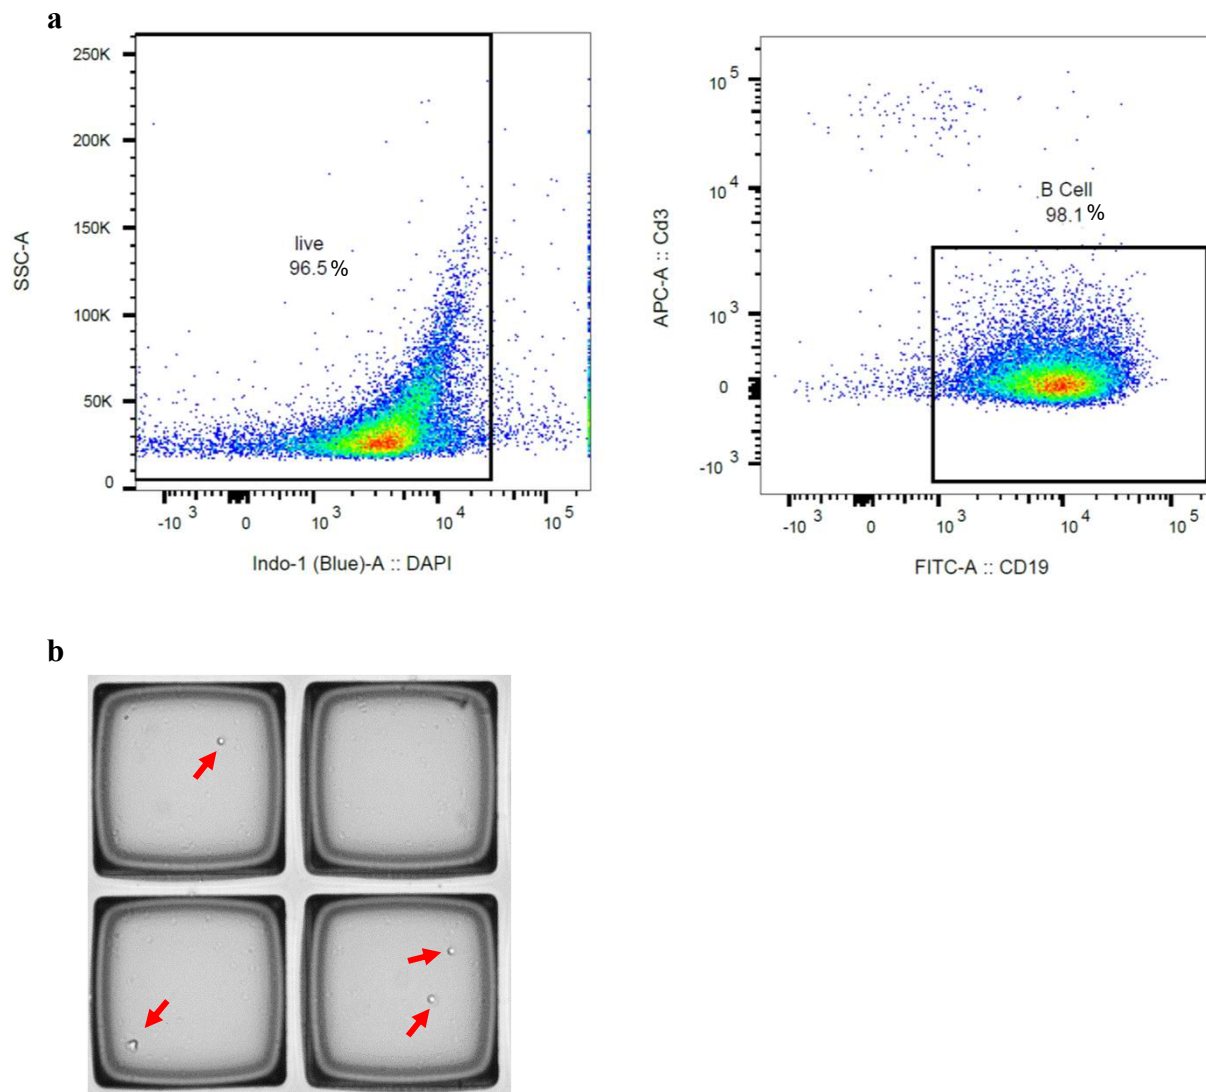 a
250K
200K
150K
100K
50K
0
SSC-A
live
96.5%
-10 3
0
10 3
10 4
10 5
Indo-1 (Blue)-A :: DAPI
10 5
10 4
10 3
0
-10 3
APC-A :: Cd3
B Cell
98.1%
-10 3
0
10 3
10 4
10 5
FITC-A :: CD19
b